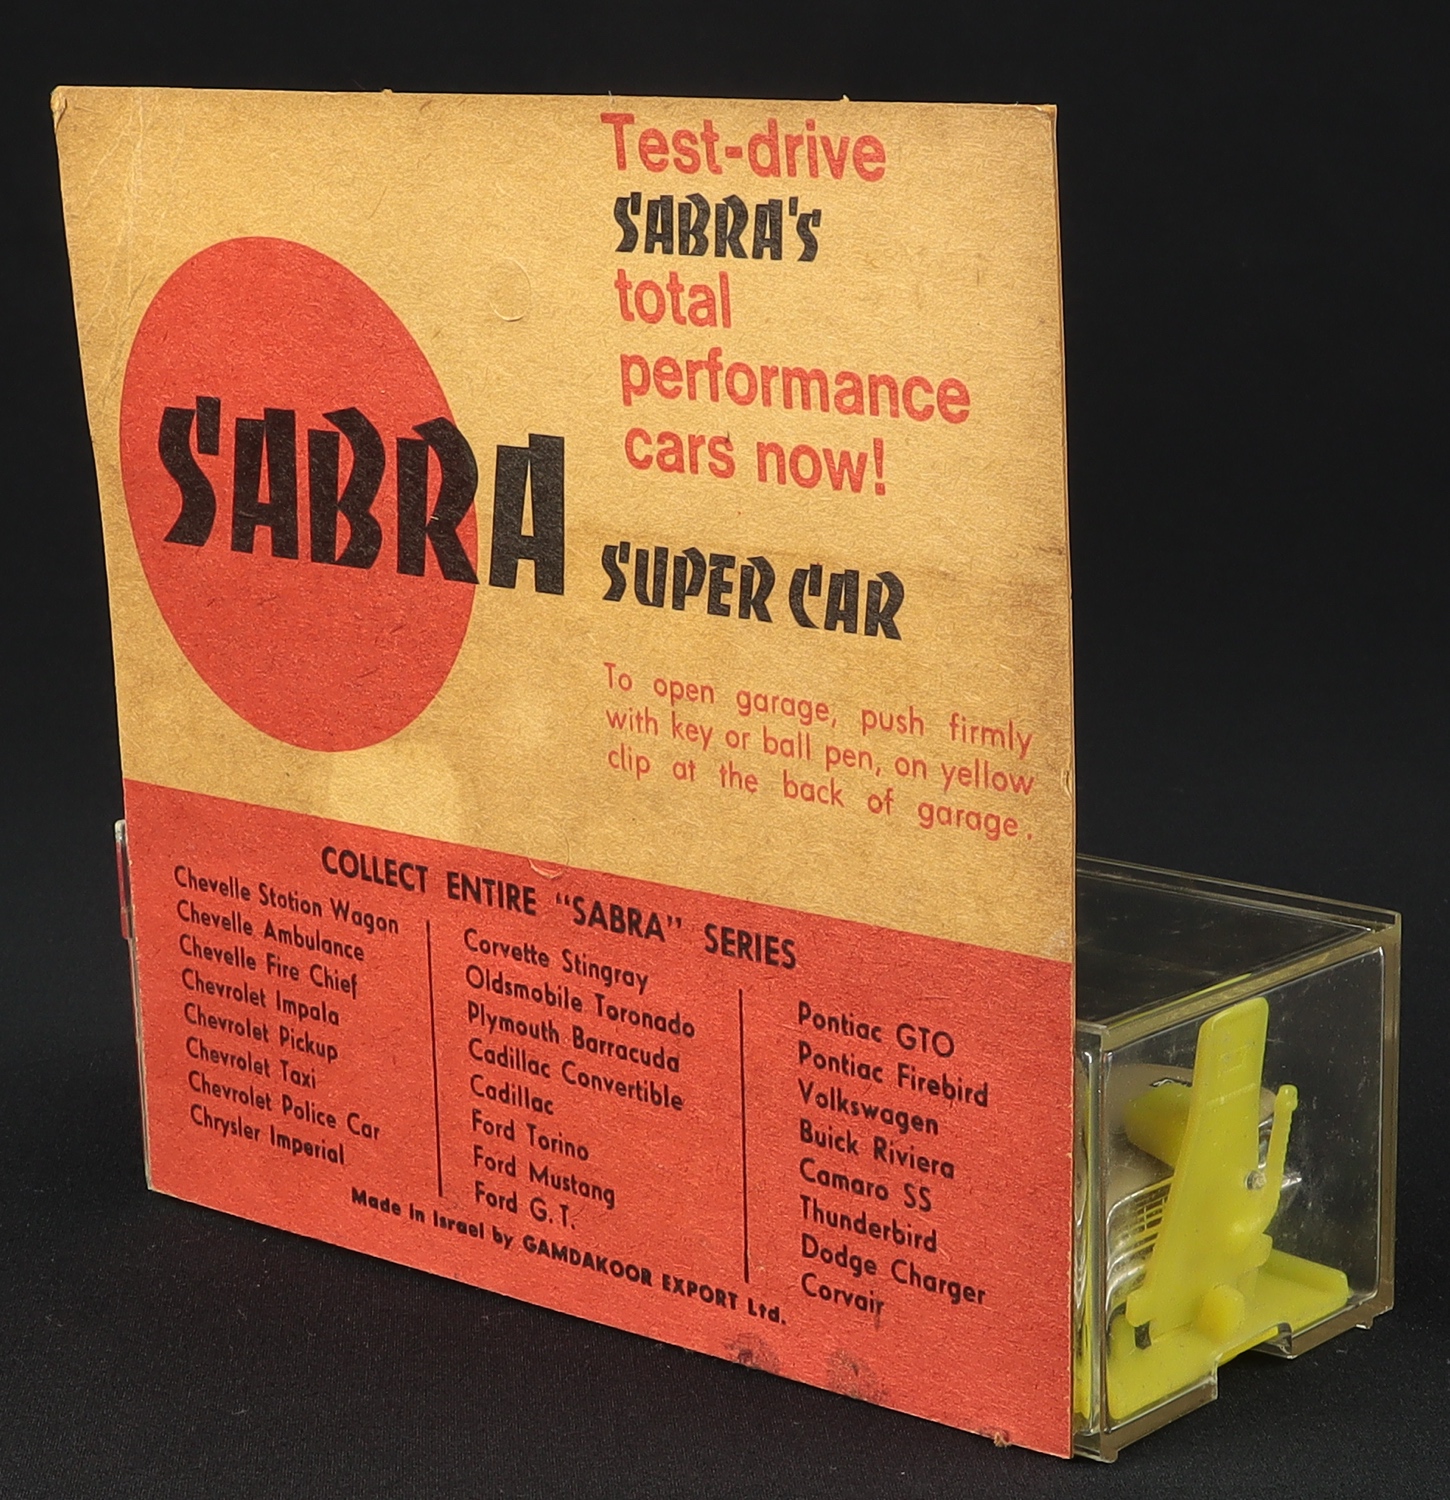 Test-drive
SABRA's
total
performance
cars now!
SABRA
SUPER CAR
To open garage, push firmly
with key or ball pen, on yellow
clip at the back of garage.
COLLECT ENTIRE "SABRA" SERIES
Chevelle Station Wagon
Chevelle Ambulance
Chevelle Fire Chief
Chevrolet Impala
Chevrolet Pickup
Chevrolet Taxi
Chevrolet Police Car
Chrysler Imperial
Corvette Stingray
Oldsmobile Toronado
Plymouth Barracuda
Cadillac Convertible
Cadillac
Ford Torino
Ford Mustang
Ford G. T.
Pontiac GTO
Pontiac Firebird
Volkswagen
Buick Riviera
Camaro SS
Thunderbird
Dodge Charger
Corvair
Made in Israel by GAMDAKOOR EXPORT Ltd.